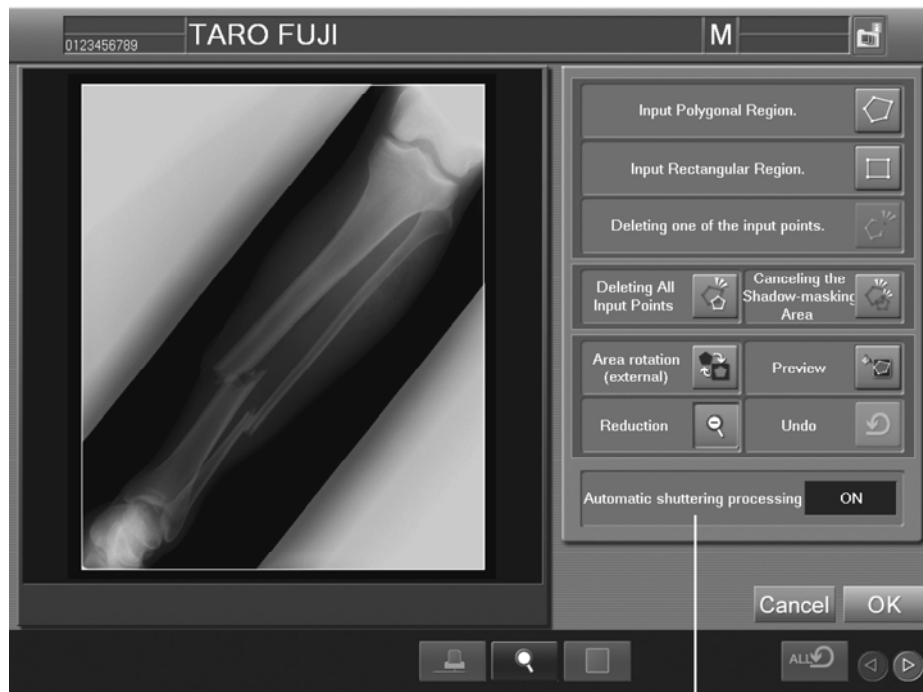 0123456789 TARO FUJI M
Input Polygonal Region.
Input Rectangular Region.
Deleting one of the input points.
Deleting All
Input Points
Canceling the
Shadow-masking
Area
Area rotation
(external)
Preview
Reduction
Undo
Automatic shuttering processing ON
Cancel OK
ALL